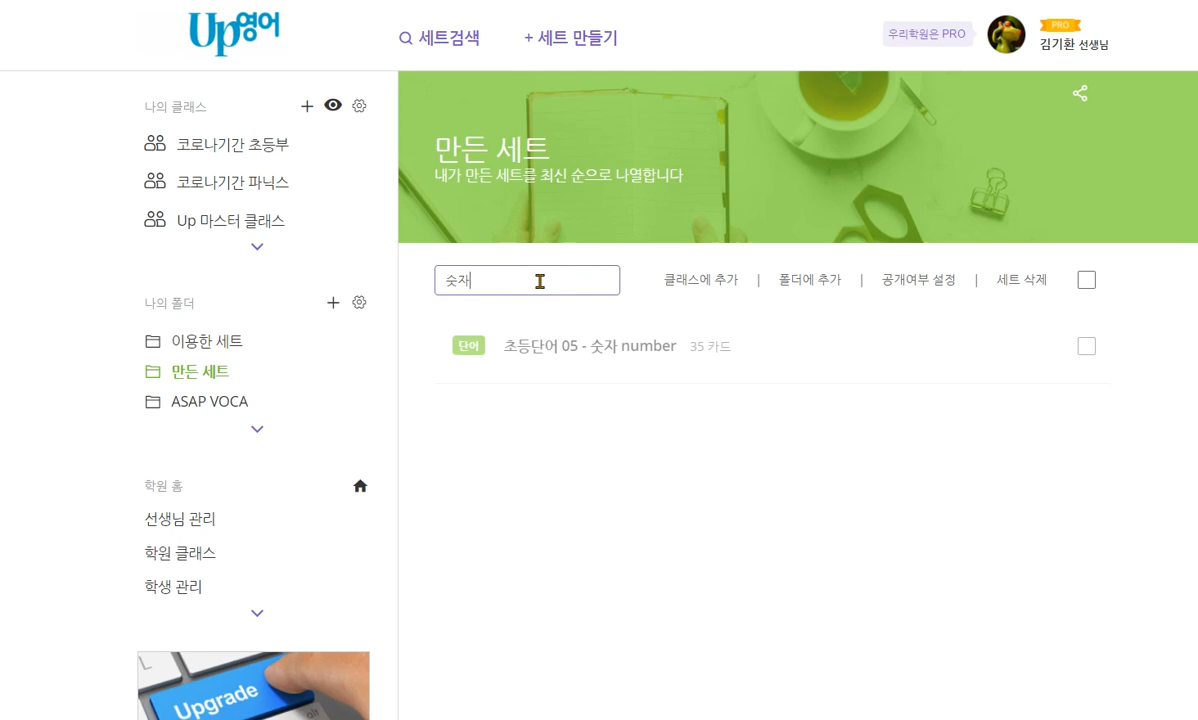 Up영어
세트검색
+ 세트 만들기
우리학원은 PRO
PRO
김기환 선생님
나의 클래스
코로나기간 초등부
코로나기간 파닉스
Up 마스터 클래스
나의 폴더
이용한 세트
만든 세트
ASAP VOCA
학원 홈
선생님 관리
학원 클래스
학생 관리
Upgrade
만든 세트
내가 만든 세트를 최신 순으로 나열합니다
숫자
클래스에 추가 | 폴더에 추가 | 공개여부 설정 | 세트 삭제
단어 초등단어 05 - 숫자 number 35 카드